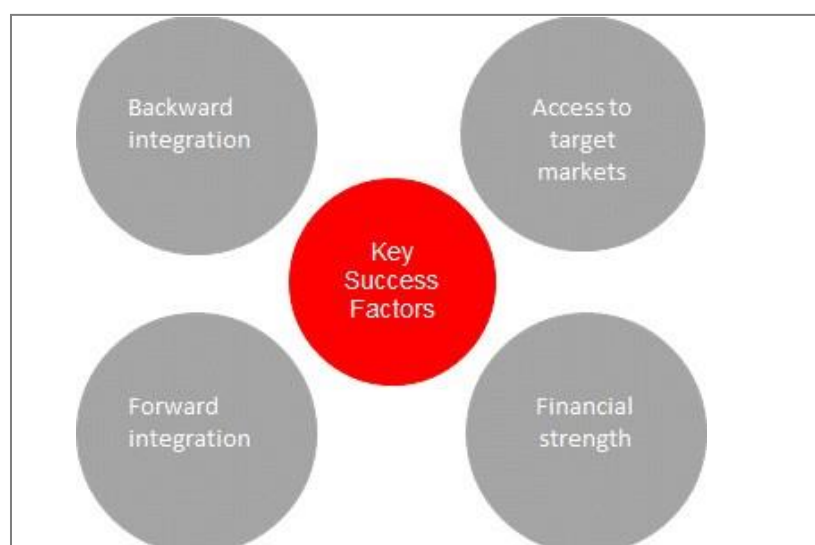 Backward
integration
Access to
target
markets
Key
Success
Factors
Forward
integration
Financial
strength